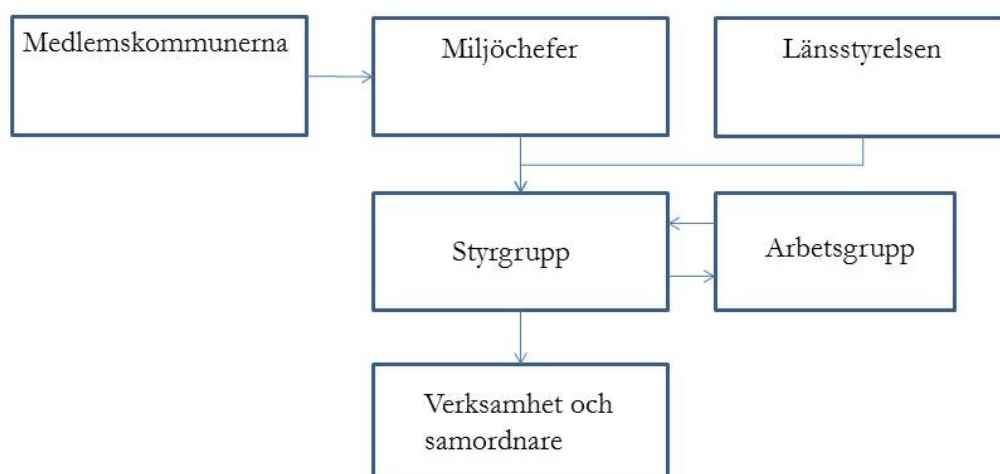 Medlemskommunerna
Miljöchefer
Länsstyrelsen
Styrgrupp
Arbetsgrupp
Verksamhet och
samordnare